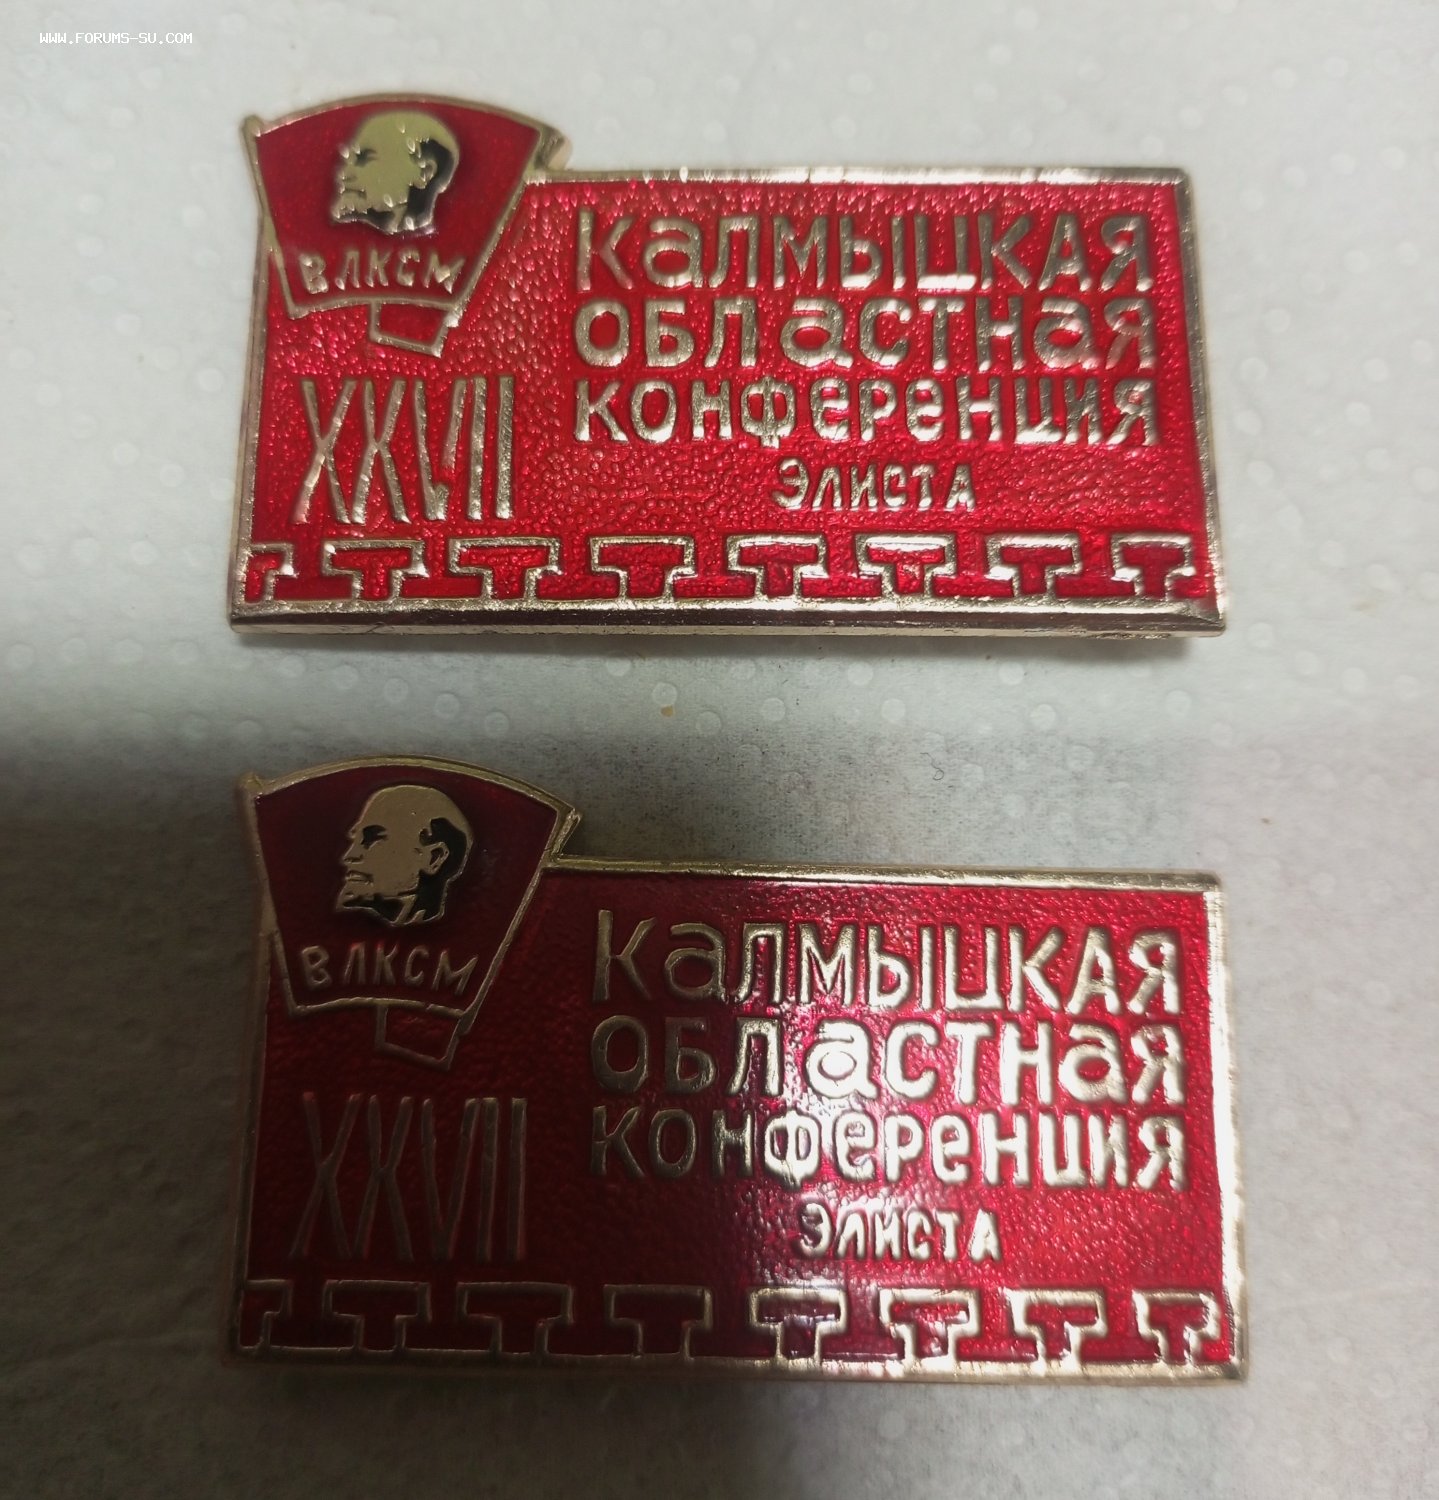 WWW.FORUMS-SU.COM
ВЛКСМ
КАЛМЫЦКАЯ
ОБЛАСТНАЯ
КОНФЕРЕНЦИЯ
XXVII
ЭЛИСТА
ВЛКСМ
КАЛМЫЦКАЯ
ОБЛАСТНАЯ
КОНФЕРЕНЦИЯ
XXVII
ЭЛИСТА